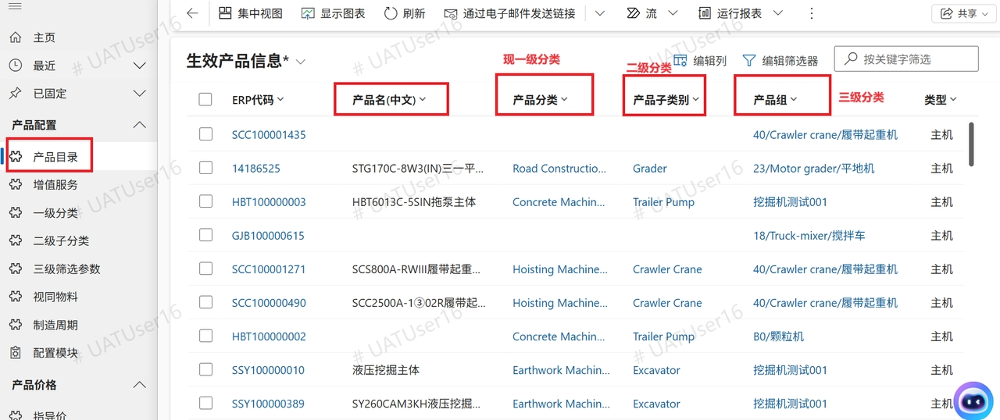 集中视图 显示图表 刷新 通过电子邮件发送链接 流 运行报表 共享
主页
最近
已固定
产品配置
产品目录
增值服务
一级分类
二级子分类
三级筛选参数
视同物料
制造周期
配置模块
产品价格
指导价
生效产品信息* 现一级分类 二级分类 编辑列 编辑筛选器 按关键字筛选
ERP代码 产品名(中文) 产品分类 产品子类别 产品组 三级分类 类型
SCC100001435 40/Crawler crane/履带起重机 主机
14186525 STG170C-8W3(IN)三一平... Road Constructio... Grader 23/Motor grader/平地机 主机
HBT100000003 HBT6013C-5SIN拖泵主体 Concrete Machin... Trailer Pump 挖掘机测试001 主机
GJB100000615 18/Truck-mixer/搅拌车 主机
SCC100001271 SCS800A-RWIII履带起重... Hoisting Machine... Crawler Crane 40/Crawler crane/履带起重机 主机
SCC100000490 SCC2500A-1③02R履带起... Hoisting Machine... Crawler Crane 40/Crawler crane/履带起重机 主机
HBT100000002 Concrete Machin... Trailer Pump B0/颗粒机 主机
SSY100000010 液压挖掘主体 Earthwork Machin... Excavator 挖掘机测试001 主机
SSY100000389 SY260CAM3KH液压挖掘... Earthwork Machin... Excavator 挖掘机测试001 主机
# UATUser16
# UATUser16
# UATUser16
# UATUser16
# UATUser16
# UATUser16
# UATUser16
# UATUser16
# UATUser16